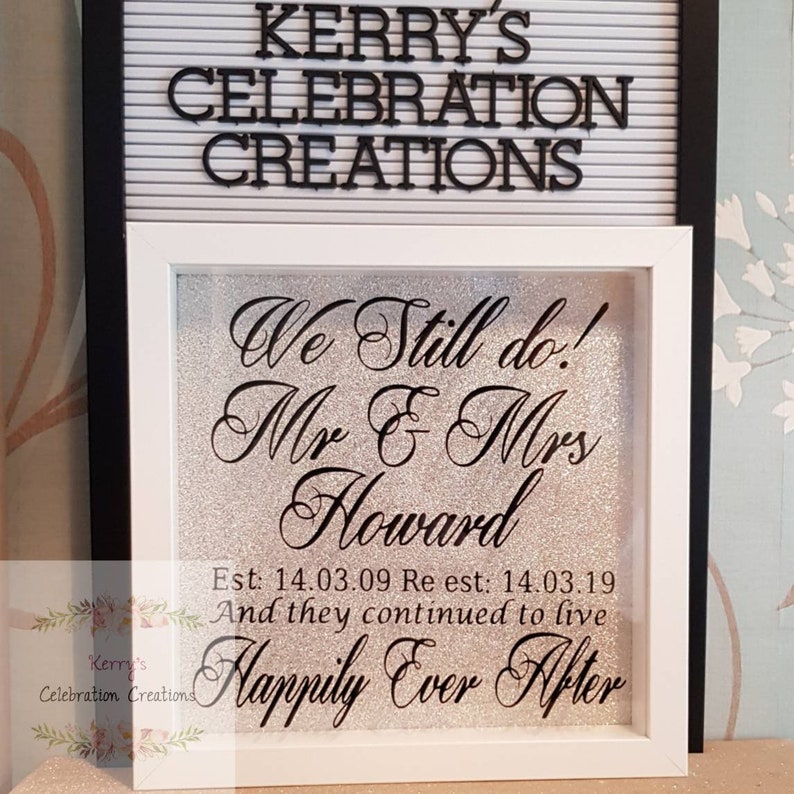 KERRY'S
CELEBRATION
CREATIONS
We Still do!
Mr & Mrs
Howard
Est: 14.03.09 Re est: 14.03.19
And they continued to live
Happily Ever After
Kerry's
Celebration Creations